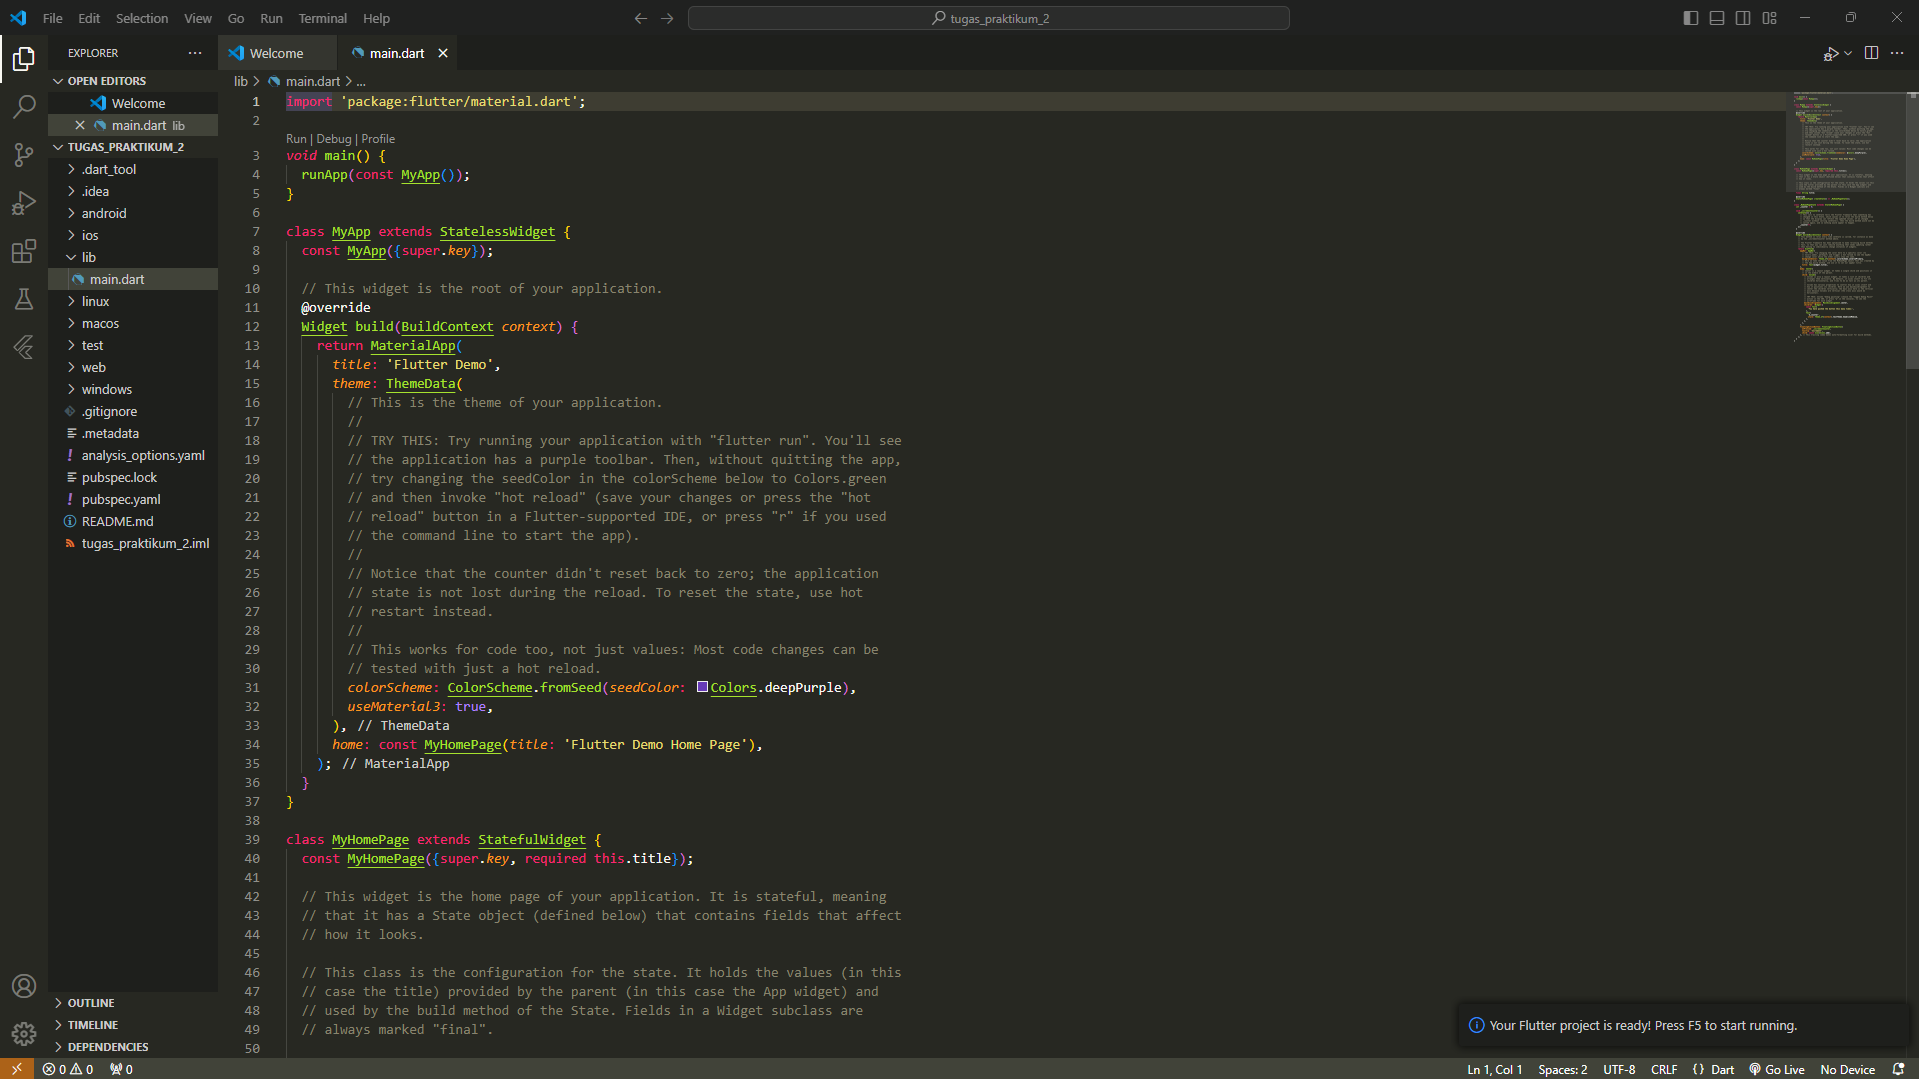 File Edit Selection View Go Run Terminal Help
tugas_praktikum_2
EXPLORER
Welcome
main.dart
OPEN EDITORS
Welcome
main.dart lib
TUGAS_PRAKTIKUM_2
.dart_tool
.idea
android
ios
lib
main.dart
linux
macos
test
web
windows
.gitignore
.metadata
analysis_options.yaml
pubspec.lock
pubspec.yaml
README.md
tugas_praktikum_2.iml
OUTLINE
TIMELINE
DEPENDENCIES
lib > main.dart > ...
1 import 'package:flutter/material.dart';
2
Run | Debug | Profile
3 void main() {
4 runApp(const MyApp());
5 }
6
7 class MyApp extends StatelessWidget {
8 const MyApp({super.key});
9
10 // This widget is the root of your application.
11 @override
12 Widget build(BuildContext context) {
13 return MaterialApp(
14 title: 'Flutter Demo',
15 theme: ThemeData(
16 // This is the theme of your application.
17 //
18 // TRY THIS: Try running your application with "flutter run". You'll see
19 // the application has a purple toolbar. Then, without quitting the app,
20 // try changing the seedColor in the colorScheme below to Colors.green
21 // and then invoke "hot reload" (save your changes or press the "hot
22 // reload" button in a Flutter-supported IDE, or press "r" if you used
23 // the command line to start the app).
24 //
25 // Notice that the counter didn't reset back to zero; the application
26 // state is not lost during the reload. To reset the state, use hot
27 // restart instead.
28 //
29 // This works for code too, not just values: Most code changes can be
30 // tested with just a hot reload.
31 colorScheme: ColorScheme.fromSeed(seedColor: Colors.deepPurple),
32 useMaterial3: true,
33 ), // ThemeData
34 home: const MyHomePage(title: 'Flutter Demo Home Page'),
35 ); // MaterialApp
36 }
37 }
38
39 class MyHomePage extends StatefulWidget {
40 const MyHomePage({super.key, required this.title});
41
42 // This widget is the home page of your application. It is stateful, meaning
43 // that it has a State object (defined below) that contains fields that affect
44 // how it looks.
45
46 // This class is the configuration for the state. It holds the values (in this
47 // case the title) provided by the parent (in this case the App widget) and
48 // used by the build method of the State. Fields in a Widget subclass are
49 // always marked "final".
50
Your Flutter project is ready! Press F5 to start running.
0 0 0
Ln 1, Col 1 Spaces: 2 UTF-8 CRLF {} Dart Go Live No Device